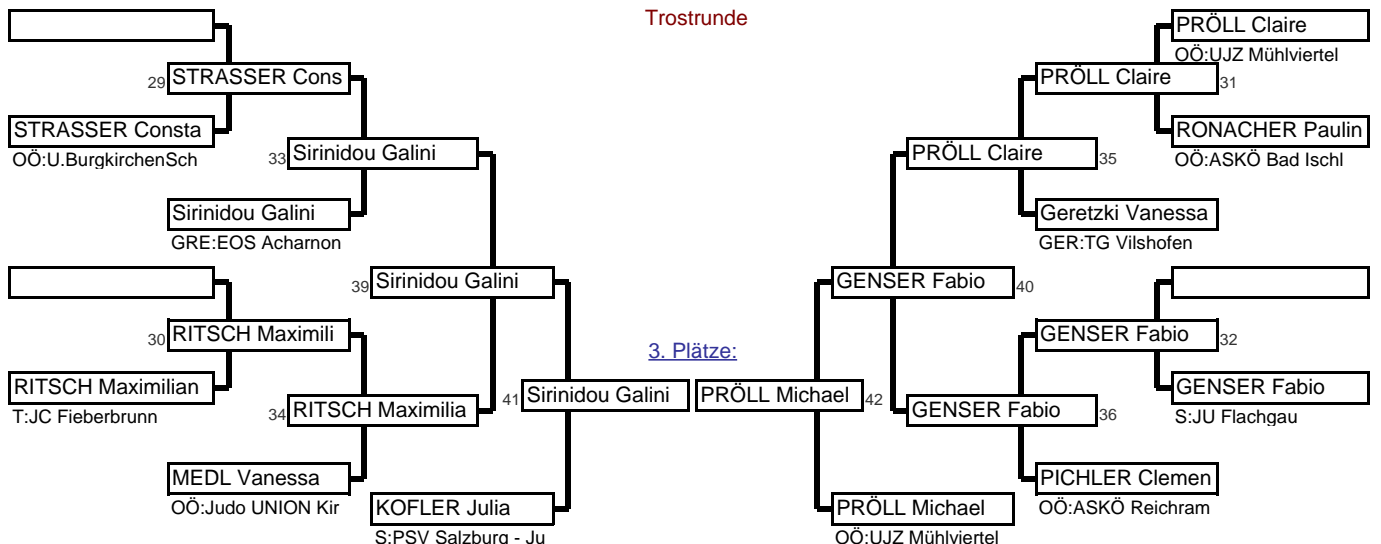 Trostrunde
29 STRASSER Cons
STRASSER Consta
OÖ:U.BurgkirchenSch
33 Sirinidou Galini
Sirinidou Galini
GRE:EOS Acharnon
39 Sirinidou Galini
30 RITSCH Maximili
RITSCH Maximilian
T:JC Fieberbrunn
34 RITSCH Maximilia
MEDL Vanessa
OÖ:Judo UNION Kir
41 Sirinidou Galini
KOFLER Julia
S:PSV Salzburg - Ju
3. Plätze:
PRÖLL Claire
OÖ:UJZ Mühlviertel
PRÖLL Claire 31
RONACHER Paulin
OÖ:ASKÖ Bad Ischl
PRÖLL Claire 35
Geretzki Vanessa
GER:TG Vilshofen
GENSER Fabio 40
GENSER Fabio 32
GENSER Fabio
S:JU Flachgau
PRÖLL Michael 42
GENSER Fabio 36
PICHLER Clemen
OÖ:ASKÖ Reichram
PRÖLL Michael
OÖ:UJZ Mühlviertel